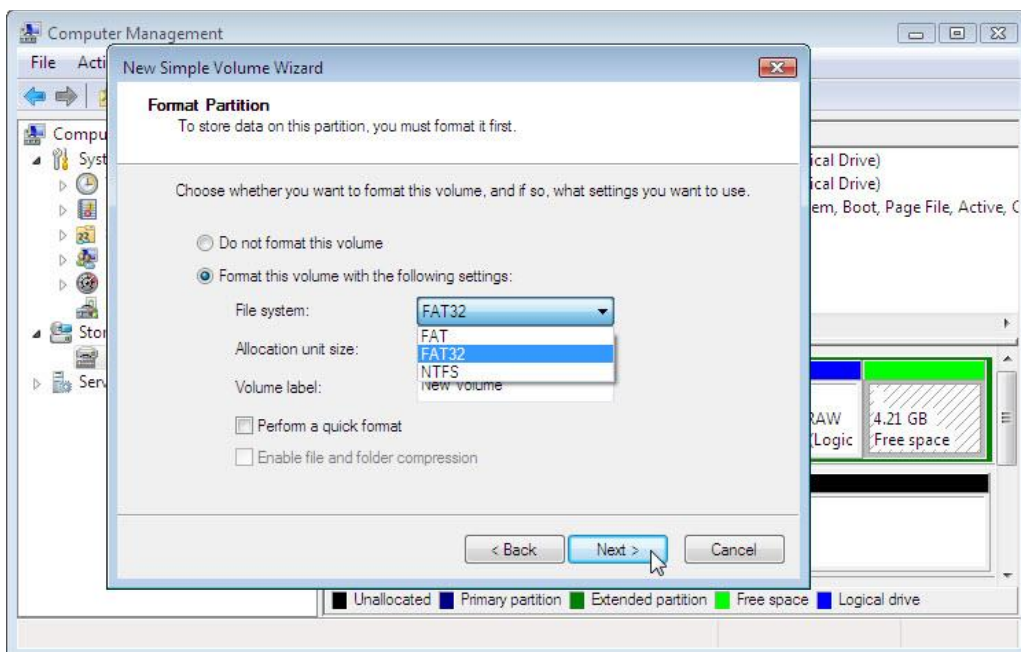 Computer Management
File Acti
New Simple Volume Wizard
Format Partition
To store data on this partition, you must format it first.
Compu
Syst
Stor
Serv
Choose whether you want to format this volume, and if so, what settings you want to use.
Do not format this volume
Format this volume with the following settings:
File system: FAT32
FAT
FAT32
NTFS
Allocation unit size:
Volume label: New Volume
Perform a quick format
Enable file and folder compression
< Back Next > Cancel
ical Drive)
ical Drive)
em, Boot, Page File, Active, C
RAW 4.21 GB
(Logic Free space
Unallocated Primary partition Extended partition Free space Logical drive